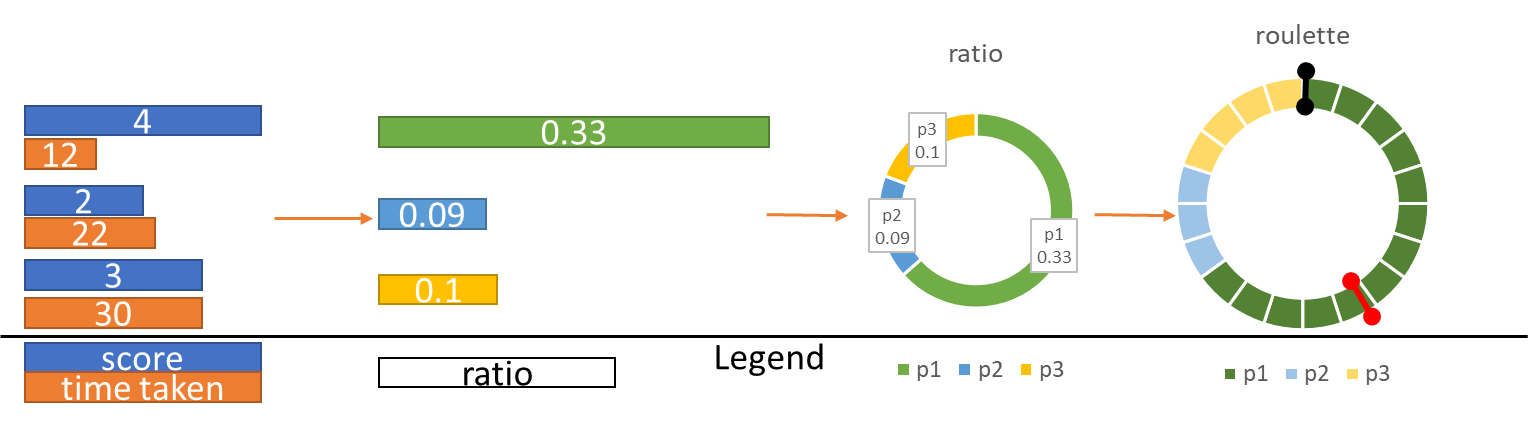 4
12
2
22
3
30
0.33
0.09
0.1
ratio
p3
0.1
p2
0.09
p1
0.33
roulette
score
time taken
ratio
Legend
p1 p2 p3
p1 p2 p3